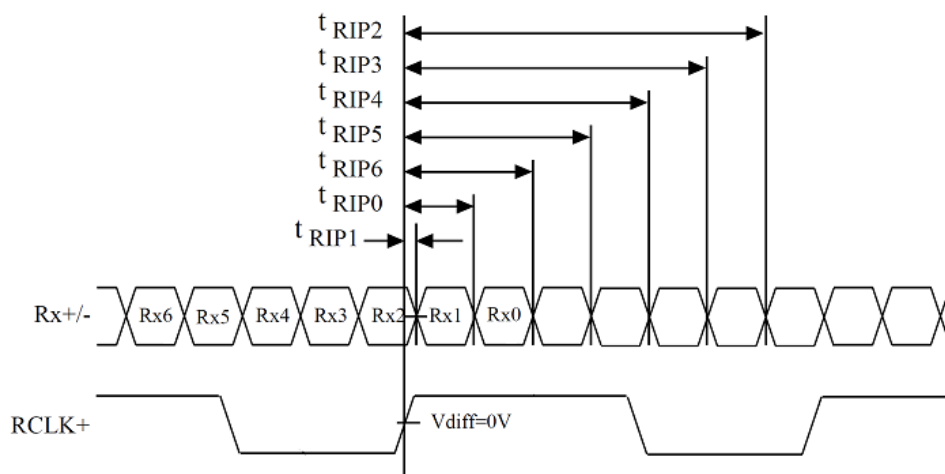 t RIP2
t RIP3
t RIP4
t RIP5
t RIP6
t RIP0
t RIP1
Rx+/- Rx6 Rx5 Rx4 Rx3 Rx2 Rx1 Rx0
RCLK+ Vdiff=0V